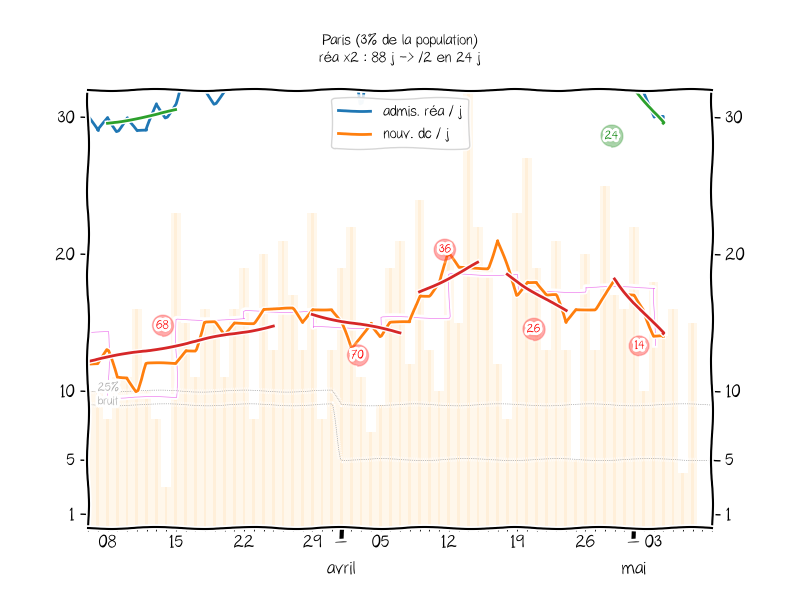 Paris (3% de la population)
réa x2 : 88 j -> /2 en 24 j
admis. réa / j
nouv. dc / j
30
30
24
20
36
20
68
26
14
70
25%
10
10
bruit
5
5
1
1
08 15 22 29 1 05 12 19 26 1 03
avril mai